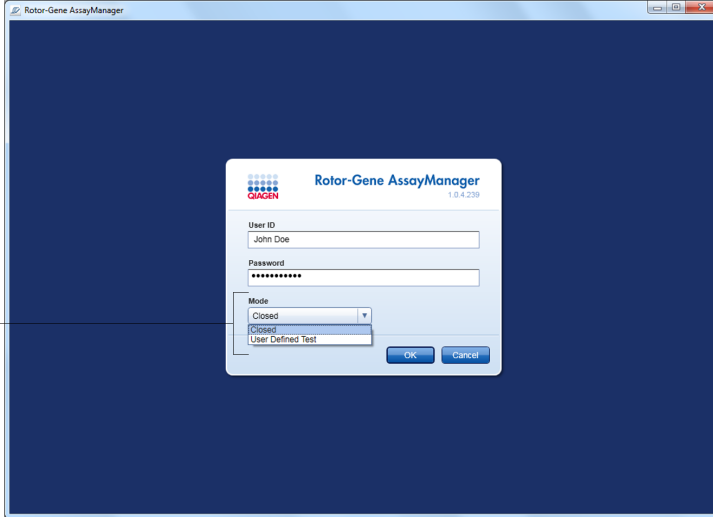 Rotor-Gene AssayManager
QIAGEN
Rotor-Gene AssayManager
1.0.4.239
User ID
John Doe
Password
•••••••••••
Mode
Closed
Closed
User Defined Test
OK Cancel